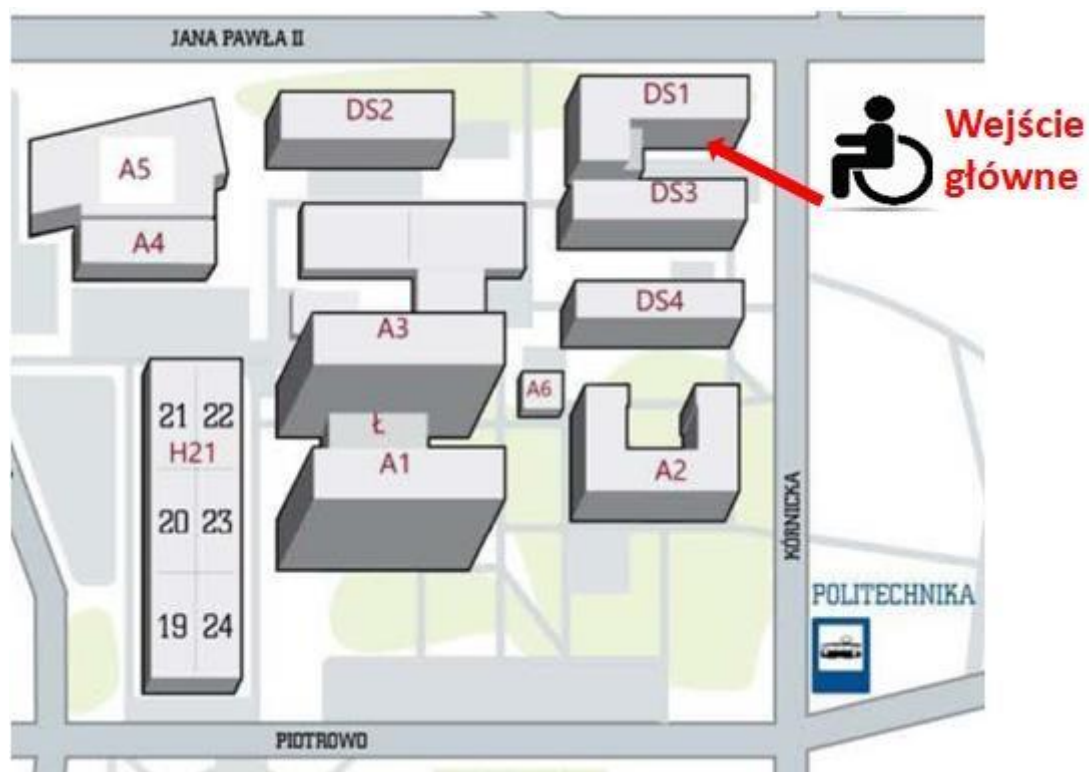 JANA PAWŁA II
DS2
DS1
Wejście
główne
A5
DS3
A4
DS4
A3
A6
21 22
H21
Ł
A1
A2
20 23
KÓRNICKA
POLITECHNIKA
19 24
PIOTROWO